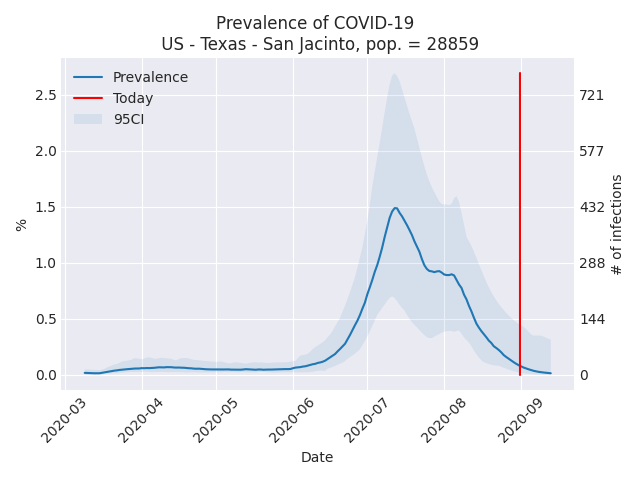 Prevalence of COVID-19
US - Texas - San Jacinto, pop. = 28859
Prevalence
Today
95CI
2.5
2.0
1.5
1.0
0.5
0.0
%
721
577
432
288
144
0
# of infections
2020-03
2020-04
2020-05
2020-06
2020-07
2020-08
2020-09
Date